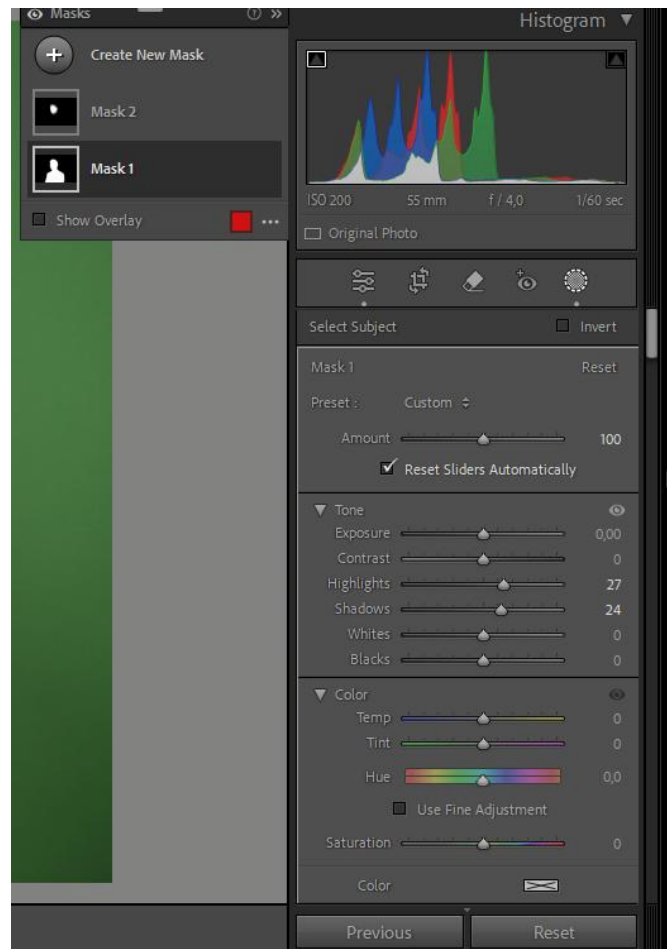 Masks
Create New Mask
Mask 2
Mask 1
Show Overlay
Histogram
ISO 200 55 mm f / 4,0 1/60 sec
Original Photo
Select Subject Invert
Mask 1 Reset
Preset : Custom
Amount 100
Reset Sliders Automatically
Tone
Exposure 0,00
Contrast 0
Highlights 27
Shadows 24
Whites 0
Blacks 0
Color
Temp 0
Tint 0
Hue 0,0
Use Fine Adjustment
Saturation 0
Color
Previous Reset